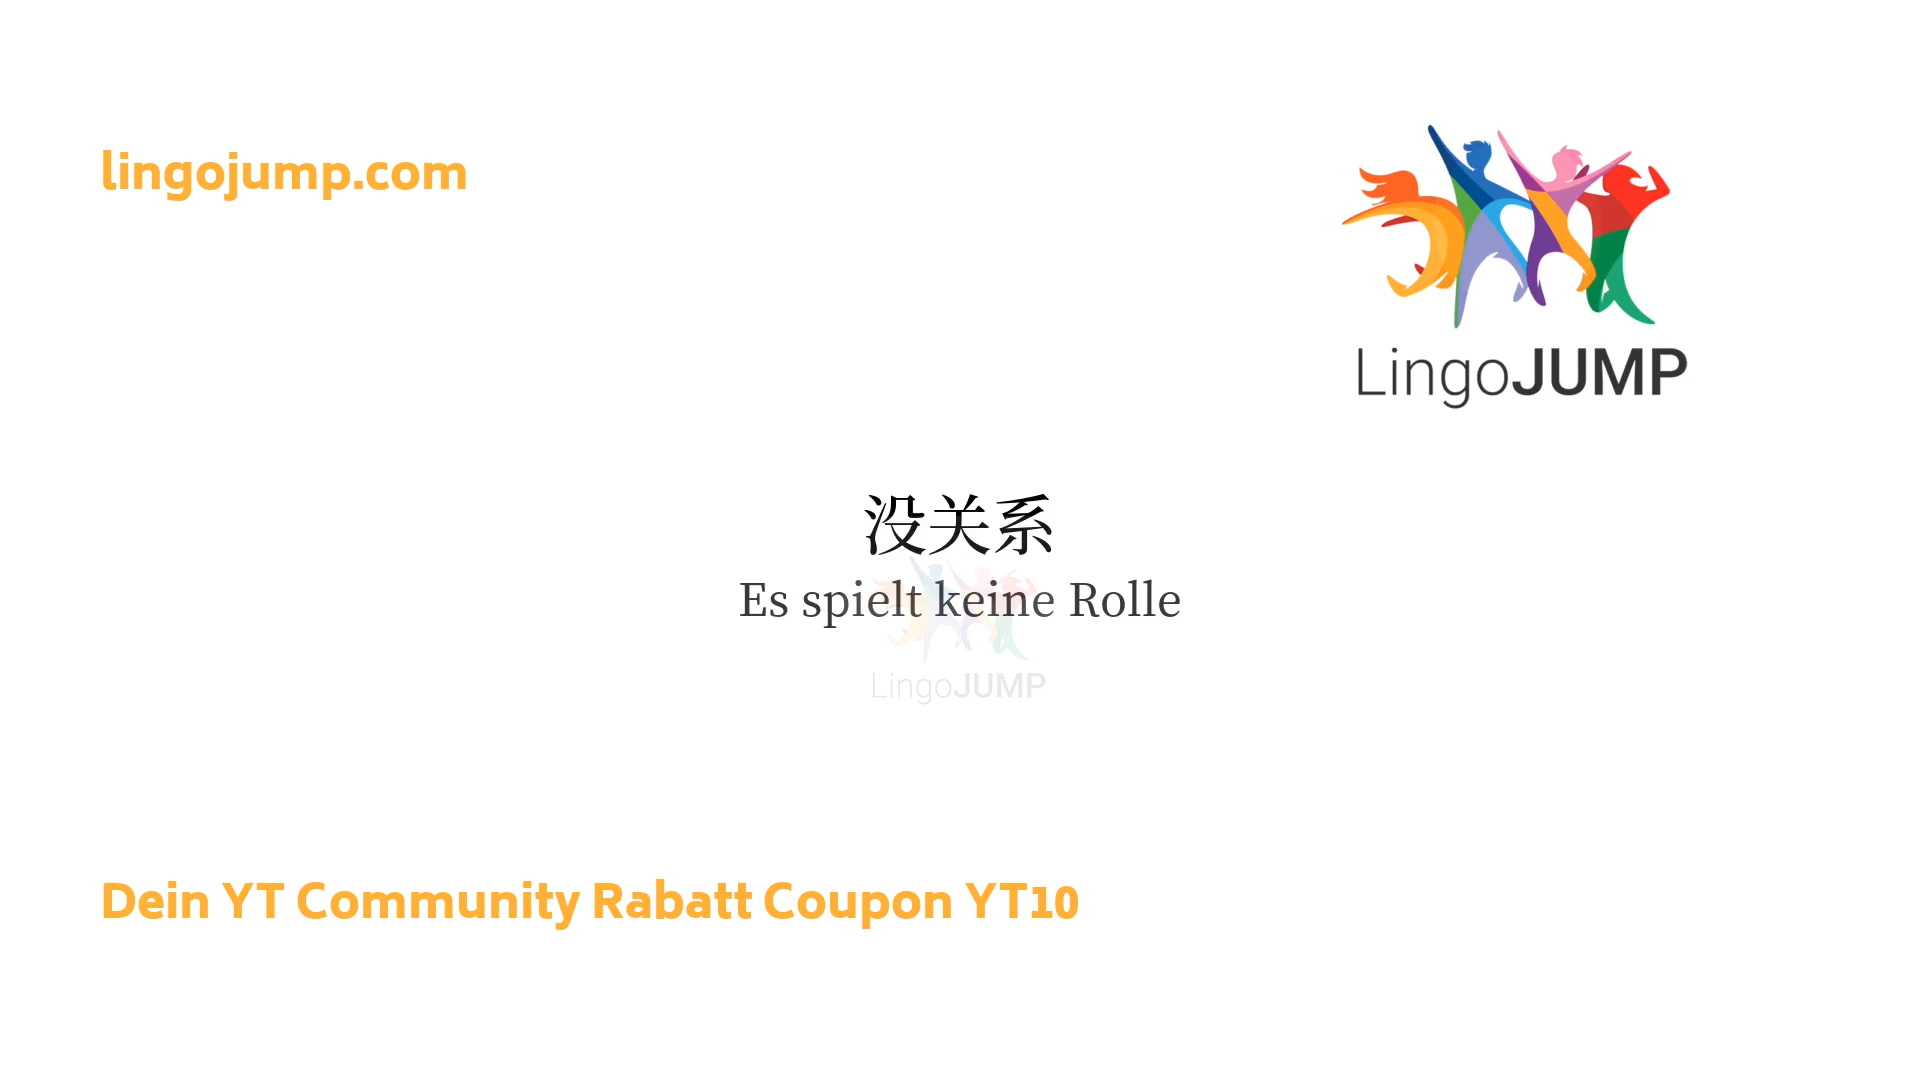 lingojump.com
LingoJUMP
没关系
Es spielt keine Rolle
LingoJUMP
Dein YT Community Rabatt Coupon YT10